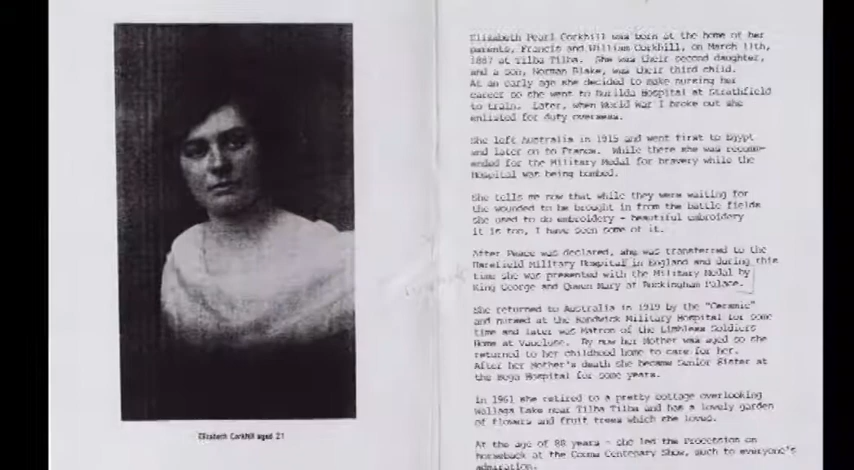 Elizabeth Pearl Corkhill was born at the home of her
parents, Francis and William Corkhill, on March 11th,
1887 at Tilba Tilba. She was their second daughter,
and a son, Norman Blake, was their third child.
At an early age she decided to make nursing her
career so she went to Burilda Hospital at Strathfield
to train. Later, when World War I broke out she
enlisted for duty overseas.
She left Australia in 1915 and went first to Egypt
and later on to France. While there she was recom-
ended for the Military Medal for bravery while the
Hospital was being bombed.
She tells me now that while they were waiting for
the wounded to be brought in from the battle fields
she used to do embroidery - beautiful embroidery
it is too, I have seen some of it.
After Peace was declared, she was transferred to the
Harefield Military Hospital in England and during this
time she was presented with the Military Medal by
King George and Queen Mary at Buckingham Palace.
She returned to Australia in 1919 by the "Ceramic"
and nursed at the Randwick Military Hospital for some
time and later was Matron of the Limbless Soldiers
Home at Vaucluse. By now her Mother was aged so she
returned to her childhood home to care for her.
After her Mother's death she became Senior Sister at
the Bega Hospital for some years.
In 1961 she retired to a pretty cottage overlooking
Wallaga Lake near Tilba Tilba and has a lovely garden
of flowers and fruit trees which she loves.
At the age of 88 years - she led the Procession on
horseback at the Cooma Centenary Show, much to everyone's
admiration.
Elizabeth Corkhill aged 21